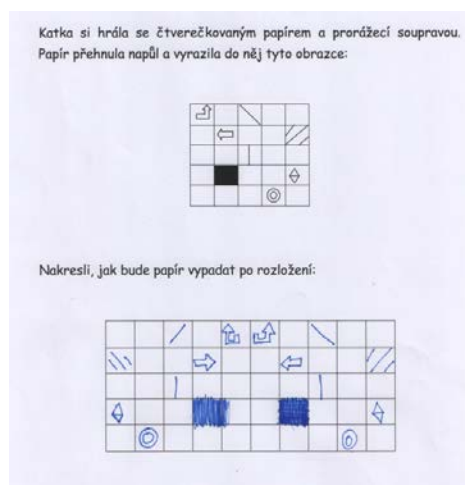 Katka si hrála se čtverečkovaným papírem a prorážecí soupravou.
Papír přehnula napůl a vyrazila do něj tyto obrazce:
Nakresli, jak bude papír vypadat po rozložení: